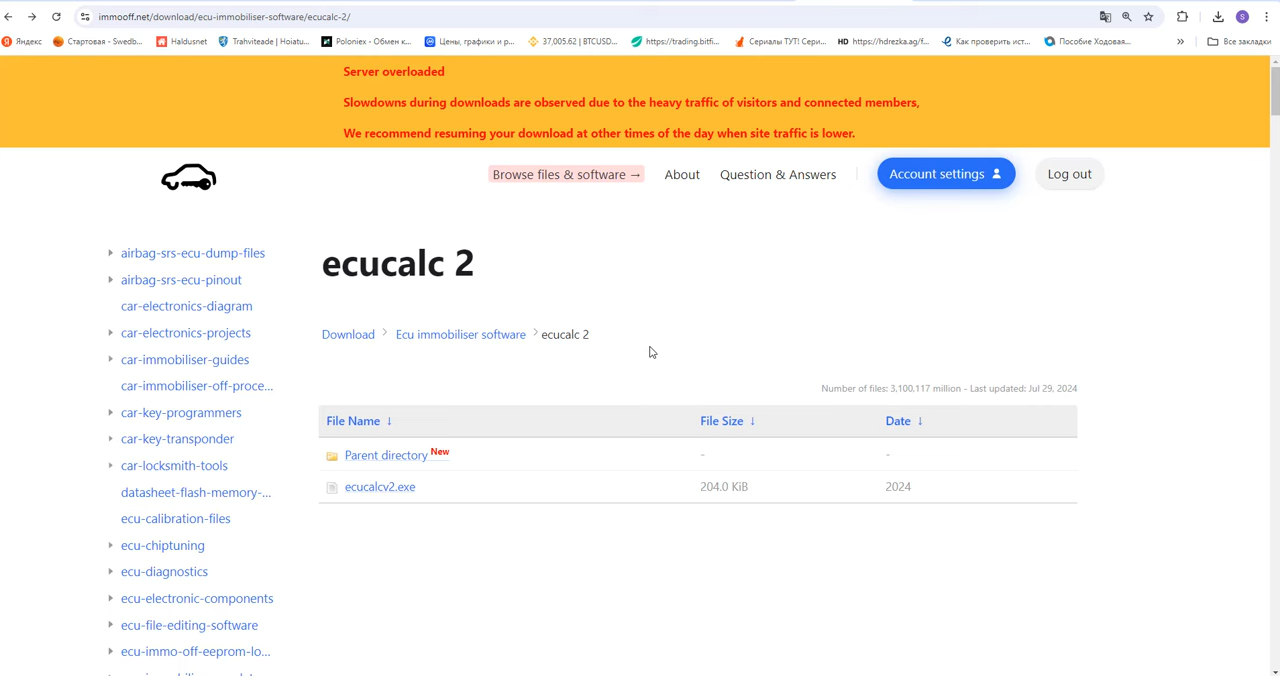 immooff.net/download/ecu-immobiliser-software/ecucalc-2/
S
Яндекс
Стартовая - Swedb...
Haldusnet
Trahviteade | Hoiatu...
Poloniex - Обмен к...
Цены, графики и р...
37,005.62 | BTCUSD...
https://trading.bitfi...
Сериалы ТУТ! Сери...
HD https://hdrezka.ag/f...
Как проверить ист...
Пособие Ходовая...
»
Все закладки
Server overloaded
Slowdowns during downloads are observed due to the heavy traffic of visitors and connected members,
We recommend resuming your download at other times of the day when site traffic is lower.
Browse files & software →
About
Question & Answers
Account settings
Log out
airbag-srs-ecu-dump-files
airbag-srs-ecu-pinout
car-electronics-diagram
car-electronics-projects
car-immobiliser-guides
car-immobiliser-off-proce...
car-key-programmers
car-key-transponder
car-locksmith-tools
datasheet-flash-memory-...
ecu-calibration-files
ecu-chiptuning
ecu-diagnostics
ecu-electronic-components
ecu-file-editing-software
ecu-immo-off-eeprom-lo...
ecucalc 2
Download > Ecu immobiliser software > ecucalc 2
Number of files: 3,100,117 million - Last updated: Jul 29, 2024
File Name ↓ File Size ↓ Date ↓
Parent directory New - -
ecucalcv2.exe 204.0 KiB 2024